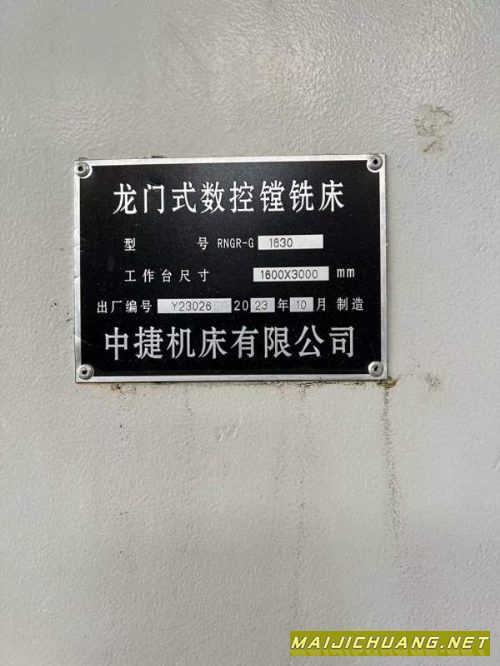 龙门式数控镗铣床
型 号 RNGR-G 1630
工作台尺寸 1600X3000 mm
出厂编号 Y23026 2023年10月 制造
中捷机床有限公司
MAIJICHUANG.NET